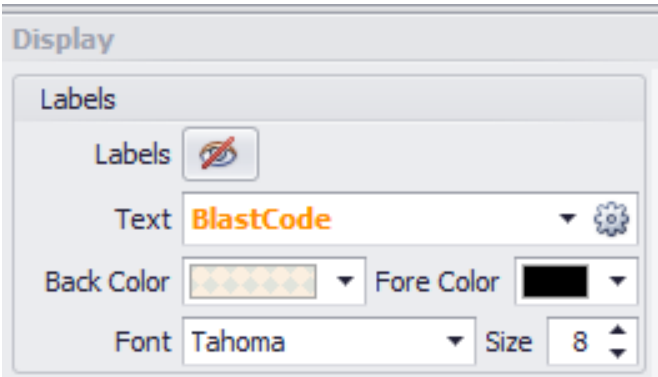 Display
Labels
Labels
Text BlastCode
Back Color Fore Color
Font Tahoma Size 8